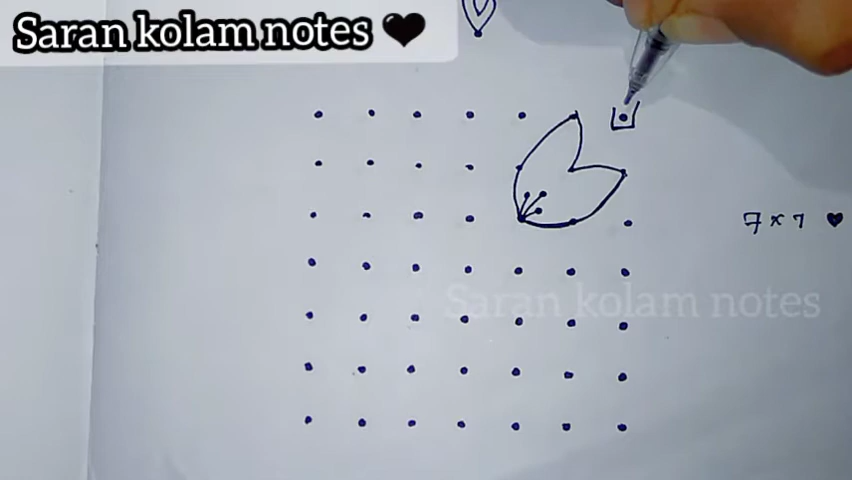 Saran kolam notes ❤
7 x 7 ♥
Saran kolam notes